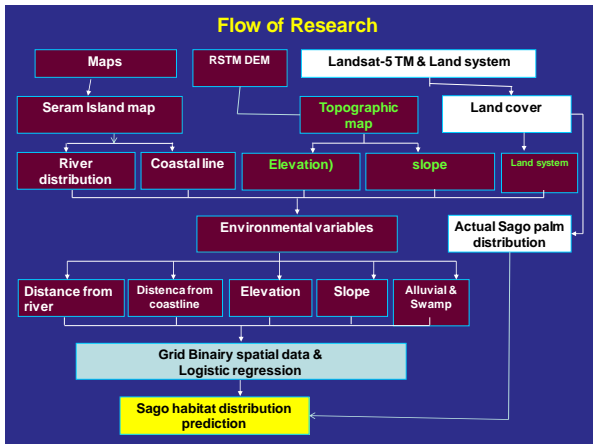 Flow of Research
Maps
RSTM DEM
Landsat-5 TM & Land system
Seram Island map
Topographic
map
Land cover
River
distribution
Coastal line
Elevation)
slope
Land system
Environmental variables
Actual Sago palm
distribution
Distance from
river
Distenca from
coastline
Elevation
Slope
Alluvial &
Swamp
Grid Binairy spatial data &
Logistic regression
Sago habitat distribution
prediction